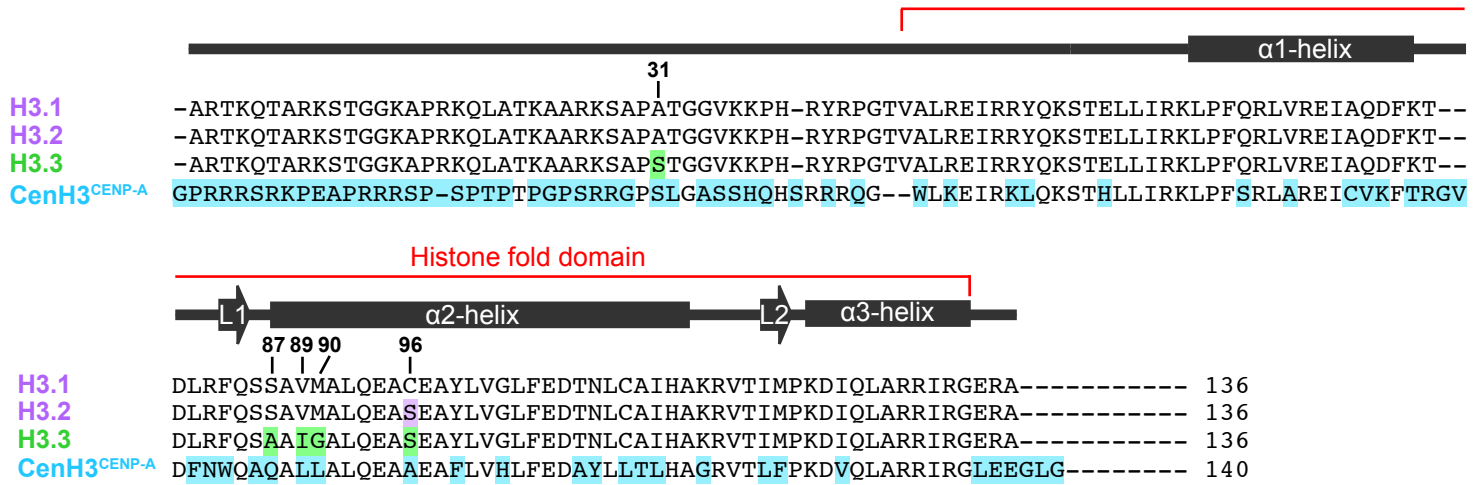 α1-helix
31
H3.1 -ARTKQTARKSTGGKAPRKQLATKAARKSAPATGGVKKPH-RYRPGTVALREIRRYQKSTELLIRKLPFQRLVREIAQDFKT--
H3.2 -ARTKQTARKSTGGKAPRKQLATKAARKSAPATGGVKKPH-RYRPGTVALREIRRYQKSTELLIRKLPFQRLVREIAQDFKT--
H3.3 -ARTKQTARKSTGGKAPRKQLATKAARKSAPSTGGVKKPH-RYRPGTVALREIRRYQKSTELLIRKLPFQRLVREIAQDFKT--
CenH3CENP-A GPRRRSRKPEAPRRRSP-SPTPTPGPSRRGPSLGASSHQHSRRRQG--WLKEIRKLQKSTHLLIRKLPFSRLAREICVKFTRGV
Histone fold domain
L1 α2-helix L2 α3-helix
87 89 90 96
H3.1 DLRFQSSAVMALQEACEAYLVGLFEDTNLCAIHAKRVTIMPKDIQLARRIRGERA----------- 136
H3.2 DLRFQSSAVMALQEASEAYLVGLFEDTNLCAIHAKRVTIMPKDIQLARRIRGERA----------- 136
H3.3 DLRFQSAAIGALQEASEAYLVGLFEDTNLCAIHAKRVTIMPKDIQLARRIRGERA----------- 136
CenH3CENP-A DFNWQAQALLALQEAAEAFLVHLFEDAYLLTLHAGRVTLFPKDVQLARRIRGLEEGLG-------- 140